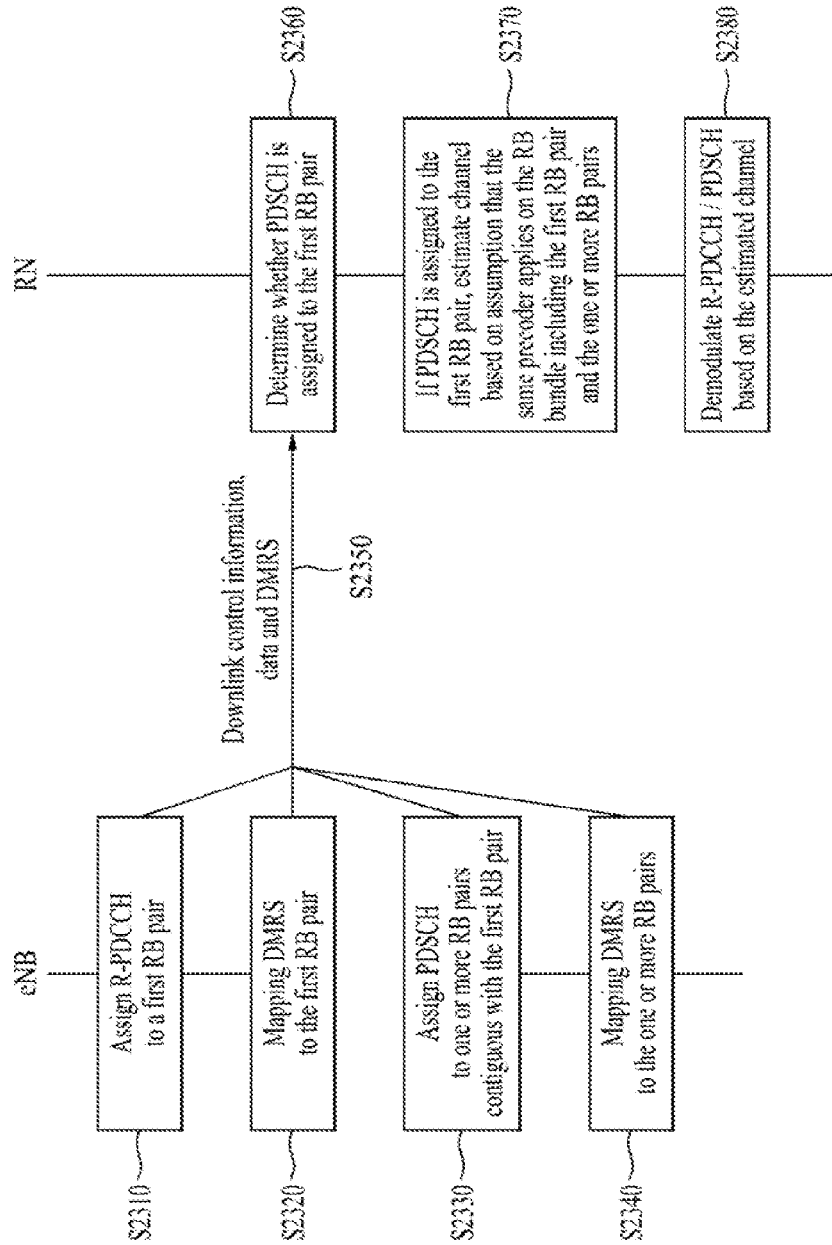 eNB
S2310
Assign R-PDCCH
to a first RB pair
S2320
Mapping DMRS
to the first RB pair
S2330
Assign PDSCH
to one or more RB pairs
contiguous with the first RB pair
S2340
Mapping DMRS
to the one or more RB pairs
Downlink control information,
data and DMRS
S2350
RN
Determine whether PDSCH is
assigned to the first RB pair
S2360
If PDSCH is assigned to the
first RB pair, estimate channel
based on assumption that the
same precoder applies on the RB
bundle including the first RB pair
and the one or more RB pairs
S2370
Demodulate R-PDCCH / PDSCH
based on the estimated channel
S2380